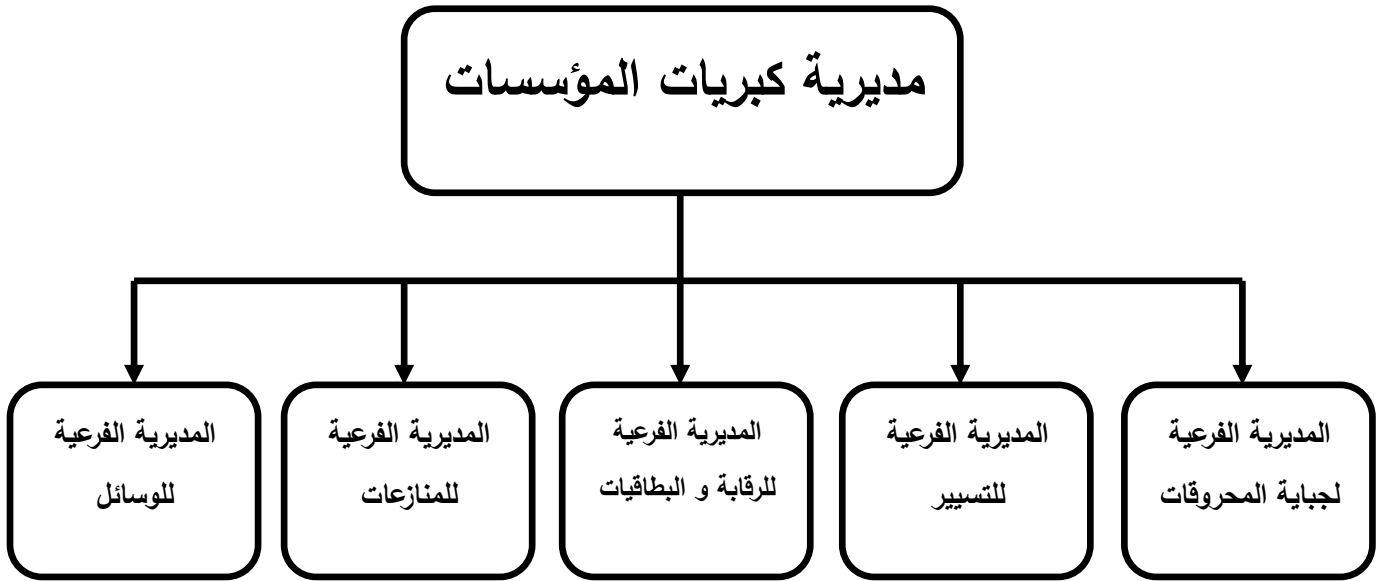 مديرية كبريات المؤسسات
المديرية الفرعية
لجباية المحروقات
المديرية الفرعية
للتسيير
المديرية الفرعية
للرقابة و البطاقيات
المديرية الفرعية
للمنازعات
المديرية الفرعية
للوسائل